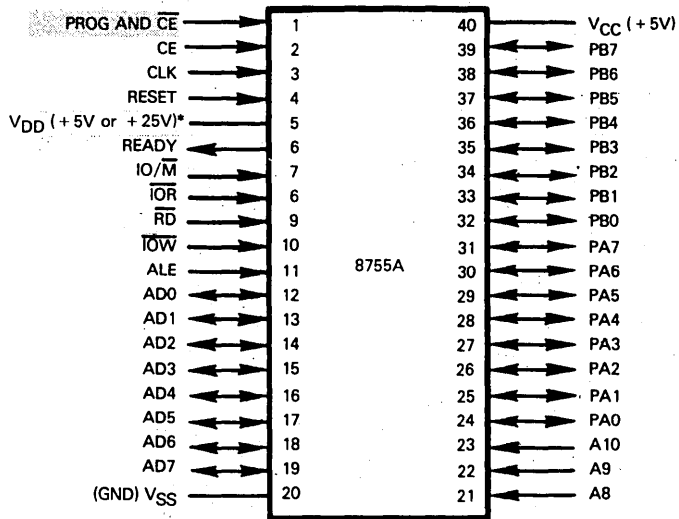 PROG AND C̅E̅ 1 40 VCC (+5V)
CE 2 39 PB7
CLK 3 38 PB6
RESET 4 37 PB5
VDD (+5V or +25V)* 5 36 PB4
READY 6 35 PB3
IO/M̅ 7 34 PB2
I̅O̅R̅ 6 33 PB1
R̅D̅ 9 32 PB0
I̅O̅W̅ 10 31 PA7
ALE 11 8755A 30 PA6
AD0 12 29 PA5
AD1 13 28 PA4
AD2 14 27 PA3
AD3 15 26 PA2
AD4 16 25 PA1
AD5 17 24 PA0
AD6 18 23 A10
AD7 19 22 A9
(GND) VSS 20 21 A8